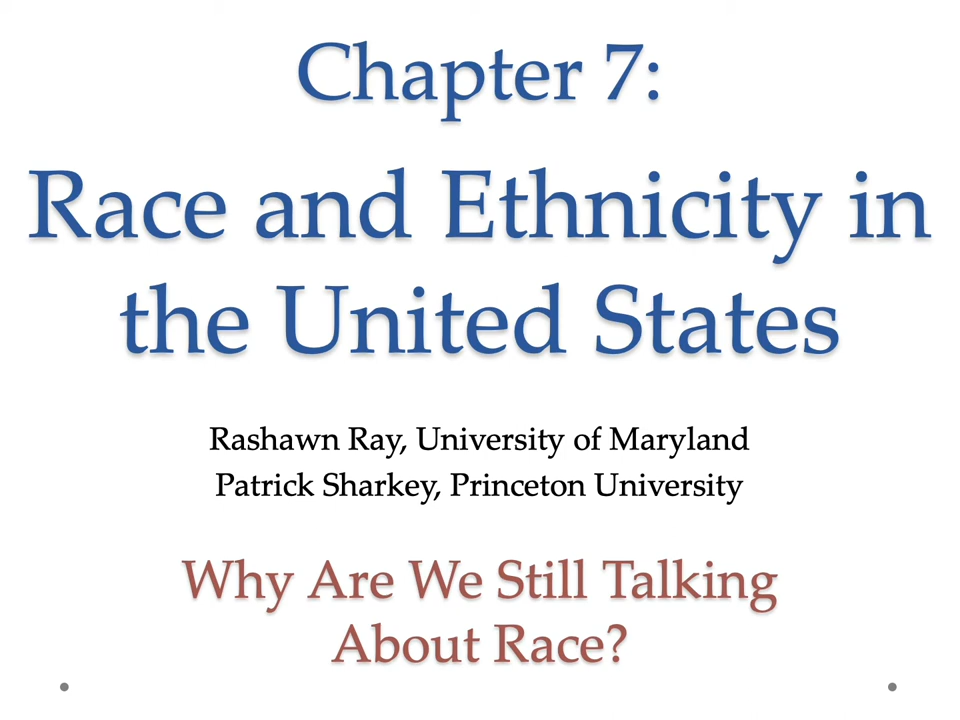 Chapter 7:
Race and Ethnicity in
the United States
Rashawn Ray, University of Maryland
Patrick Sharkey, Princeton University
Why Are We Still Talking
About Race?